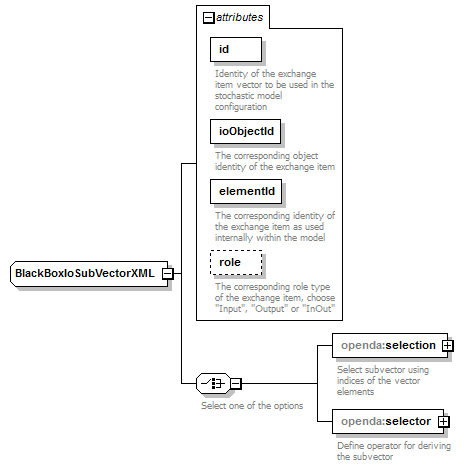 attributes
id
Identity of the exchange
item vector to be used in the
stochastic model
configuration
ioObjectId
The corresponding object
identity of the exchange item
elementId
The corresponding identity of
the exchange item as used
internally within the model
role
The corresponding role type
of the exchange item, choose
"Input", "Output" or "InOut"
BlackBoxIoSubVectorXML
Select one of the options
openda:selection
Select subvector using
indices of the vector
elements
openda:selector
Define operator for deriving
the subvector